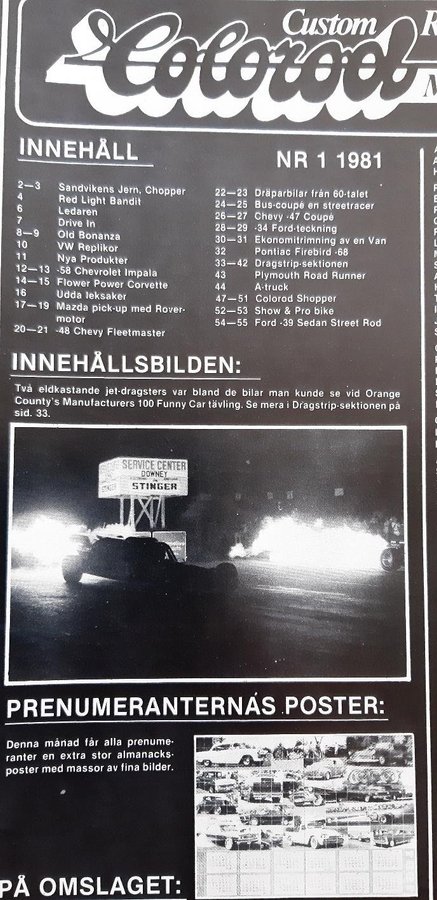 Custom
Colorod
INNEHÅLL
NR 1 1981
2—3 Sandvikens Jern, Chopper
4 Red Light Bandit
6 Ledaren
7 Drive In
8—9 Old Bonanza
10 VW Replikor
11 Nya Produkter
12—13 -58 Chevrolet Impala
14—15 Flower Power Corvette
16 Udda leksaker
17—19 Mazda pick-up med Rover-
motor
20—21 -48 Chevy Fleetmaster
22—23 Dräparbilar från 60-talet
24—25 Bus-coupé en streetracer
26—27 Chevy -47 Coupé
28—29 -34 Ford-teckning
30—31 Ekonomitrimning av en Van
32 Pontiac Firebird -68
33—42 Dragstrip-sektionen
43 Plymouth Road Runner
44 A-truck
47—51 Colorod Shopper
52—53 Show & Pro bike
54—55 Ford -39 Sedan Street Rod
INNEHÅLLSBILDEN:
Två eldkastande jet-dragsters var bland de bilar man kunde se vid Orange
County's Manufacturers 100 Funny Car tävling. Se mera i Dragstrip-sektionen på
sid. 33.
SERVICE CENTER
DOWNEY
STINGER
PRENUMERANTERNAS POSTER:
Denna månad får alla prenume-
ranter en extra stor almanacks-
poster med massor av fina bilder.
PÅ OMSLAGET: